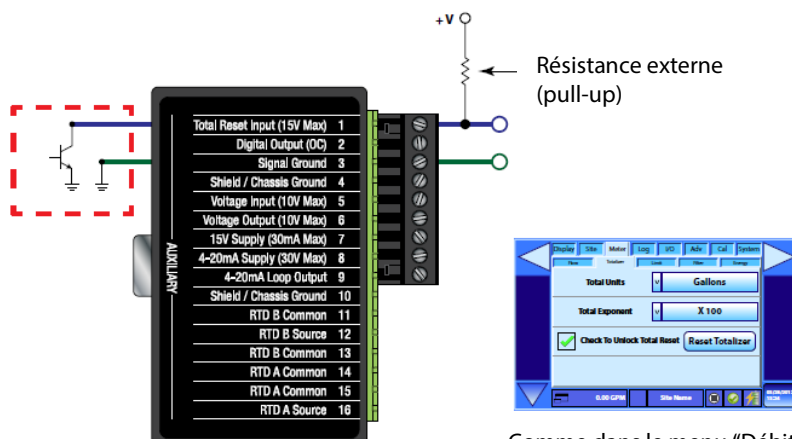 +V
Résistance externe
(pull-up)
Total Reset Input (15V Max) 1
Digital Output (OC) 2
Signal Ground 3
Shield / Chassis Ground 4
Voltage Input (10V Max) 5
Voltage Output (10V Max) 6
15V Supply (30mA Max) 7
4-20mA Supply (30V Max) 8
4-20mA Loop Output 9
Shield / Chassis Ground 10
RTD B Common 11
RTD B Source 12
RTD B Common 13
RTD A Common 14
RTD A Common 15
RTD A Source 16
AUXILIARY
Display Site Meter Log I/O Adv Cal System
Flow Totalizer Limit Filter Energy
Total Units v Gallons
Total Exponent v X 100
Check To Unlock Total Reset Reset Totalizer
0.00 GPM Site Name